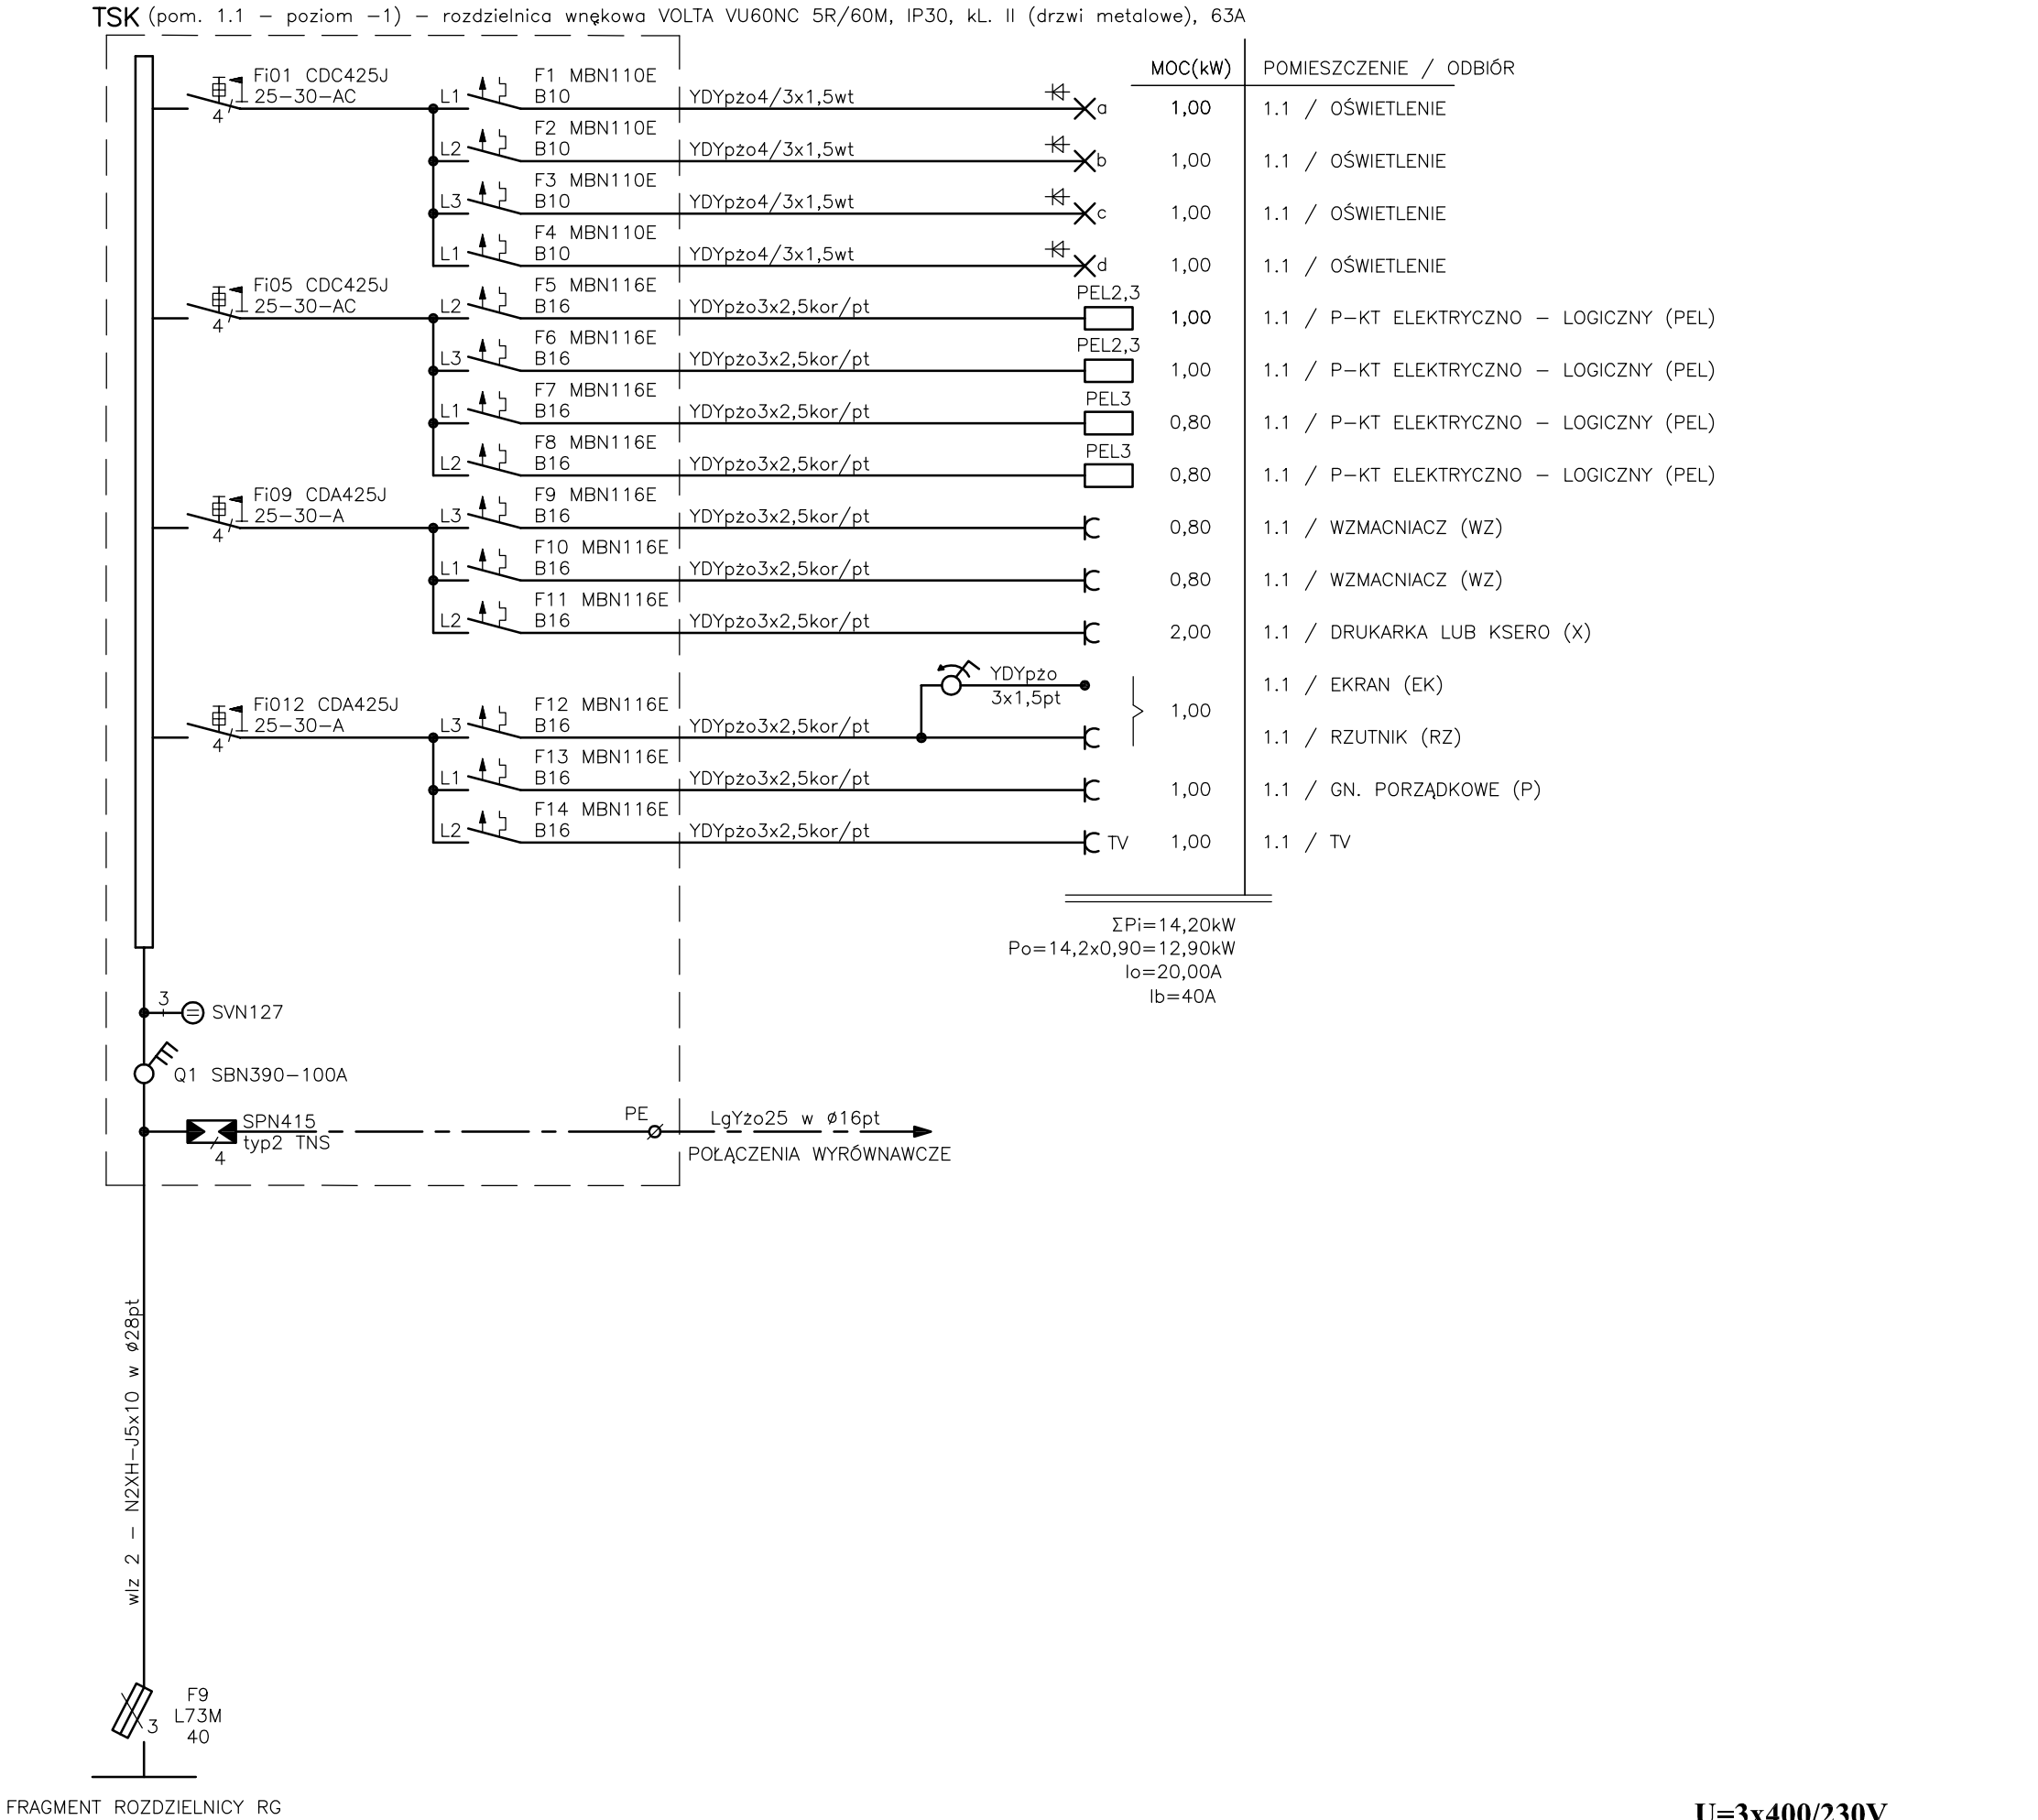 TSK (pom. 1.1 – poziom –1) – rozdzielnica wnękowa VOLTA VU60NC 5R/60M, IP30, kL. II (drzwi metalowe), 63A
MOC(kW) POMIESZCZENIE / ODBIÓR
Fi01 CDC425J
25–30–AC
4
L1 F1 MBN110E
B10 YDYpżo4/3x1,5wt a 1,00 1.1 / OŚWIETLENIE
L2 F2 MBN110E
B10 YDYpżo4/3x1,5wt b 1,00 1.1 / OŚWIETLENIE
L3 F3 MBN110E
B10 YDYpżo4/3x1,5wt c 1,00 1.1 / OŚWIETLENIE
L1 F4 MBN110E
B10 YDYpżo4/3x1,5wt d 1,00 1.1 / OŚWIETLENIE
Fi05 CDC425J
25–30–AC
4
L2 F5 MBN116E
B16 YDYpżo3x2,5kor/pt PEL2,3 1,00 1.1 / P–KT ELEKTRYCZNO – LOGICZNY (PEL)
L3 F6 MBN116E
B16 YDYpżo3x2,5kor/pt PEL2,3 1,00 1.1 / P–KT ELEKTRYCZNO – LOGICZNY (PEL)
L1 F7 MBN116E
B16 YDYpżo3x2,5kor/pt PEL3 0,80 1.1 / P–KT ELEKTRYCZNO – LOGICZNY (PEL)
L2 F8 MBN116E
B16 YDYpżo3x2,5kor/pt PEL3 0,80 1.1 / P–KT ELEKTRYCZNO – LOGICZNY (PEL)
Fi09 CDA425J
25–30–A
4
L3 F9 MBN116E
B16 YDYpżo3x2,5kor/pt 0,80 1.1 / WZMACNIACZ (WZ)
L1 F10 MBN116E
B16 YDYpżo3x2,5kor/pt 0,80 1.1 / WZMACNIACZ (WZ)
L2 F11 MBN116E
B16 YDYpżo3x2,5kor/pt 2,00 1.1 / DRUKARKA LUB KSERO (X)
YDYpżo
3x1,5pt
1.1 / EKRAN (EK)
1,00
Fi012 CDA425J
25–30–A
4
L3 F12 MBN116E
B16 YDYpżo3x2,5kor/pt 1.1 / RZUTNIK (RZ)
L1 F13 MBN116E
B16 YDYpżo3x2,5kor/pt 1,00 1.1 / GN. PORZĄDKOWE (P)
L2 F14 MBN116E
B16 YDYpżo3x2,5kor/pt TV 1,00 1.1 / TV
ΣPi=14,20kW
Po=14,2x0,90=12,90kW
Io=20,00A
Ib=40A
3
SVN127
Q1 SBN390–100A
SPN415
typ2 TNS
4
PE
LgYżo25 w ø16pt
POŁĄCZENIA WYRÓWNAWCZE
wlz 2 – N2XH–J5x10 w ø28pt
F9
L73M
40
3
FRAGMENT ROZDZIELNICY RG
U=3x400/230V